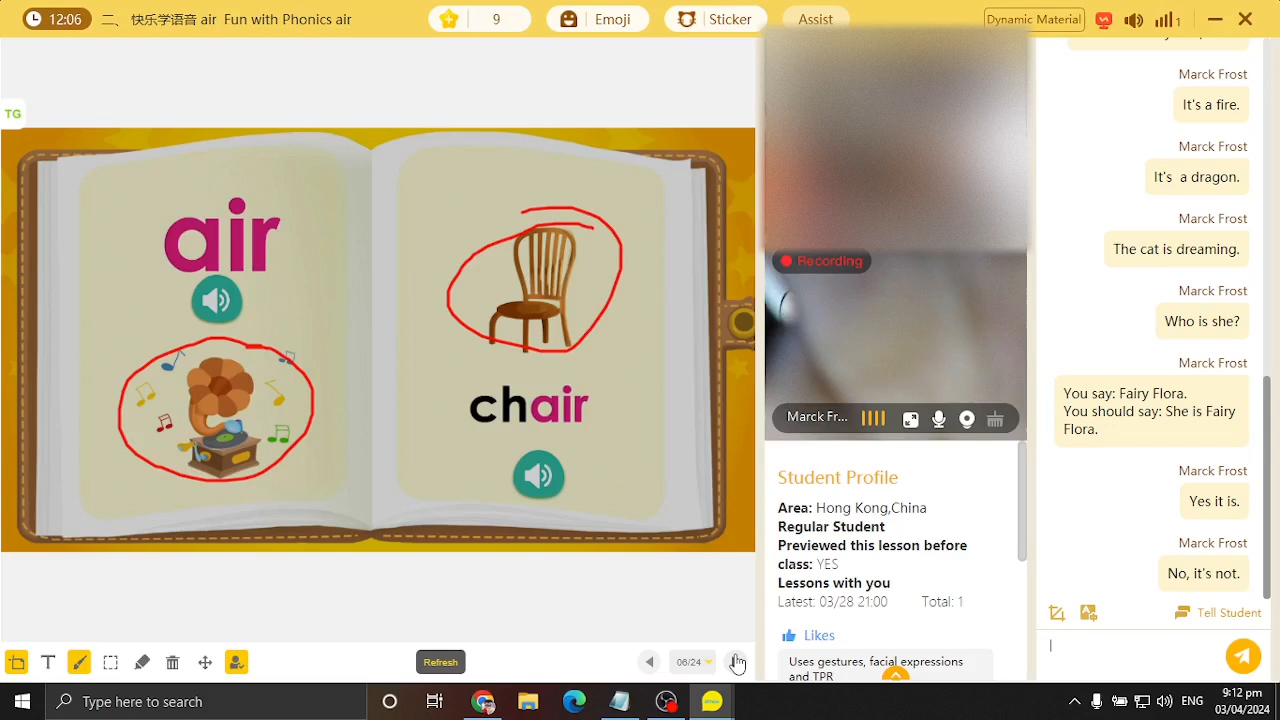 12:06
二、快乐学语音 air Fun with Phonics air
9
Emoji
Sticker
Assist
Dynamic Material
1
TG
air
chair
Refresh
06/24
Recording
Marck Fr...
Student Profile
Area: Hong Kong,China
Regular Student
Previewed this lesson before
class: YES
Lessons with you
Latest: 03/28 21:00 Total: 1
Likes
Uses gestures, facial expressions
and TPR
Marck Frost
It's a fire.
Marck Frost
It's a dragon.
Marck Frost
The cat is dreaming.
Marck Frost
Who is she?
Marck Frost
You say: Fairy Flora.
You should say: She is Fairy
Flora.
Marck Frost
Yes it is.
Marck Frost
No, it's not.
Tell Student
Type here to search
ENG
9:12 pm
03/04/2024